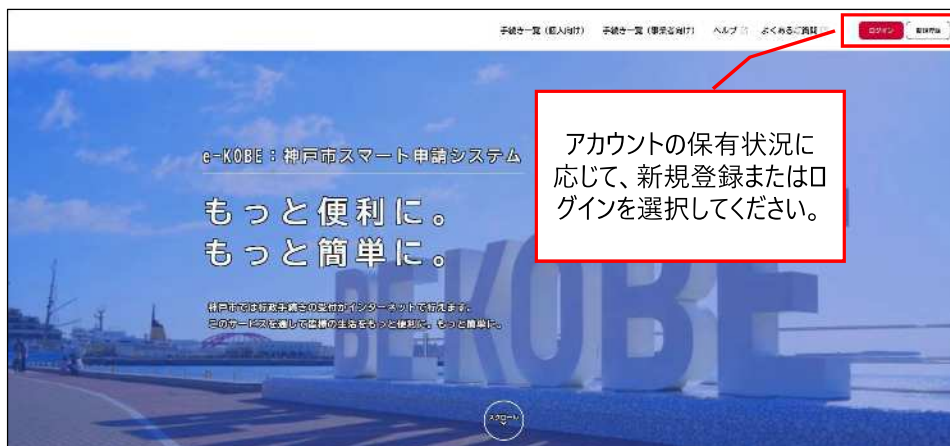 手続き一覧（個人向け） 手続き一覧（事業者向け） ヘルプ よくあるご質問 ログイン 新規登録
アカウントの保有状況に
応じて、新規登録またはロ
グインを選択してください。
e-KOBE：神戸市スマート申請システム
もっと便利に。
もっと簡単に。
神戸市では行政手続きの受付がインターネットで行えます。
このサービスを通して皆様の生活をもっと便利に、もっと簡単に。
BE KOBE
スクロール